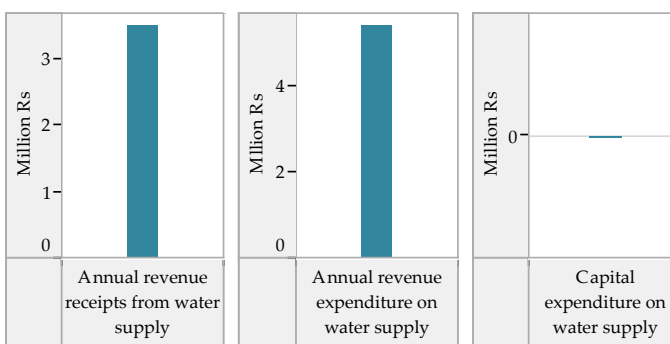 Million Rs
3
2
1
0
Annual revenue
receipts from water
supply
Million Rs
4
2
0
Annual revenue
expenditure on
water supply
Million Rs
0
Capital
expenditure on
water supply